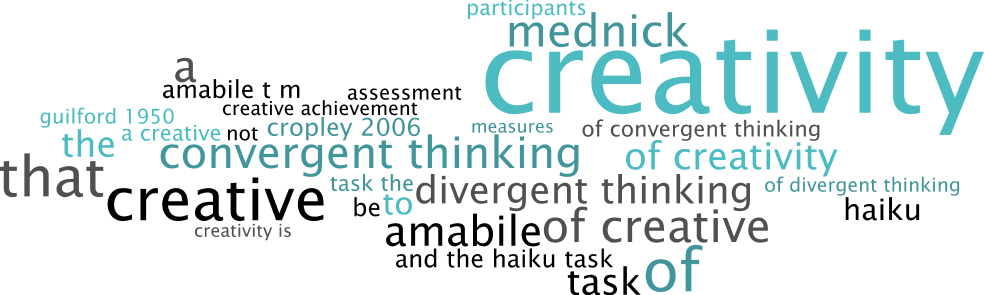 participants
mednick
creativity
a
amabile t m
assessment
creative achievement
guilford 1950
a creative
not
cropley 2006
measures
of convergent thinking
the
convergent thinking
of creativity
that
creative
task the
divergent thinking
of divergent thinking
be
to
haiku
creativity is
amabile
of creative
and the haiku task
task
of